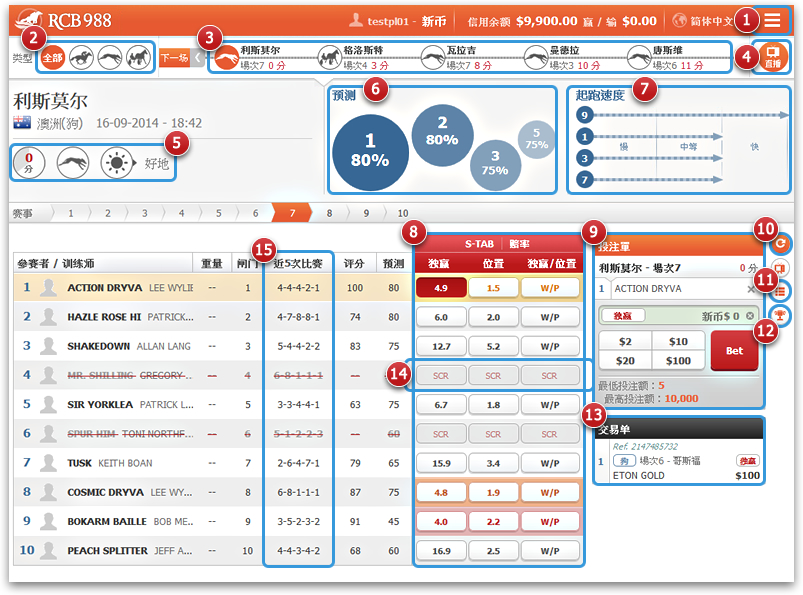 RCB988 testpl01 - 新币 信用余额 $9,900.00 赢 / 输 $0.00 简体中文 1
2 3 4
类型 全部 下一场
利斯莫尔 格洛斯特 瓦拉吉 曼德拉 唐斯维
場次7 0 分 場次4 3 分 場次7 8 分 場次3 10 分 場次6 11 分
直播
利斯莫尔
澳洲(狗) 16-09-2014 - 18:42
5
0 分 好地
预测 6
1 80%
2 80%
3 75%
5 75%
起跑速度 7
9
1
3
7
慢 中等 快
赛事 1 2 3 4 5 6 7 8 9 10
15 8 9 10
S-TAB 赔率
參赛者 / 训练师 重量 闸门 近5次比赛 评分 预测 独赢 位置 独赢/位置
1 ACTION DRYVA LEE WYLIE -- 1 4-4-4-2-1 100 80 4.9 1.5 W/P
2 HAZLE ROSE HI PATRICK... -- 2 4-7-8-8-1 74 80 6.0 2.0 W/P
3 SHAKEDOWN ALLAN LANG -- 3 5-4-4-2-2 83 75 12.7 5.2 W/P
4 MR. SHILLING GREGORY... -- 4 6-8-1-1-1 -- -- SCR SCR SCR
14
5 SIR YORKLEA PATRICK L... -- 5 3-3-4-4-1 63 75 6.7 1.8 W/P
6 SPUR HIM TONI NORTHF... -- 6 5-1-2-2-3 -- 60 SCR SCR SCR
7 TUSK KEITH BOAN -- 7 2-6-4-7-1 79 65 15.9 3.4 W/P
8 COSMIC DRYVA LEE WY... -- 8 6-8-1-1-1 87 75 4.8 1.9 W/P
9 BOKARM BAILLE BOB ME... -- 9 3-5-2-3-2 91 45 4.0 2.2 W/P
10 PEACH SPLITTER JEFF A... -- 10 4-4-3-4-2 68 60 16.9 2.5 W/P
投注單
利斯莫尔 - 場次7 0 分
11
1 ACTION DRYVA
独赢 新币$ 0
12
$2 $10
$20 $100
Bet
最低投注额：5
最高投注额：10,000
13
交易单
Ref. 2147485732
1 狗 場次6 - 哥斯福 独赢
ETON GOLD $100